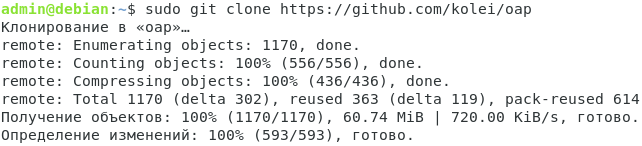 admin@debian:~$ sudo git clone https://github.com/kolei/oap
Клонирование в «oap»…
remote: Enumerating objects: 1170, done.
remote: Counting objects: 100% (556/556), done.
remote: Compressing objects: 100% (436/436), done.
remote: Total 1170 (delta 302), reused 363 (delta 119), pack-reused 614
Получение объектов: 100% (1170/1170), 60.74 MiB | 720.00 KiB/s, готово.
Определение изменений: 100% (593/593), готово.